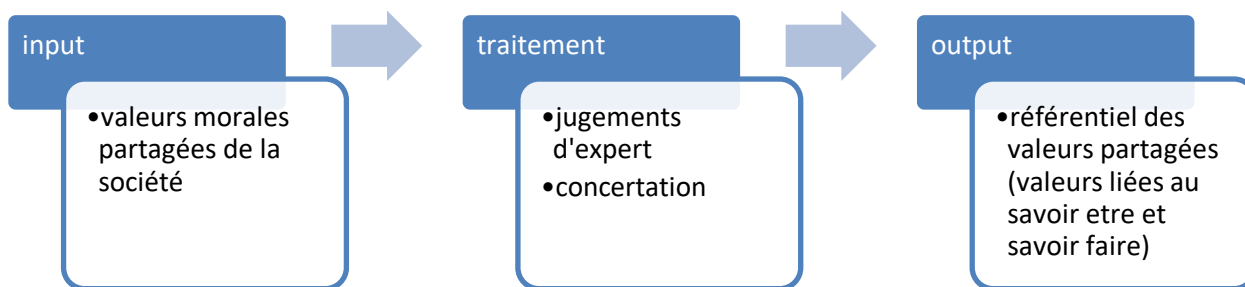 input
•valeurs morales
partagées de la
société
traitement
•jugements
d'expert
•concertation
output
•référentiel des
valeurs partagées
(valeurs liées au
savoir etre et
savoir faire)